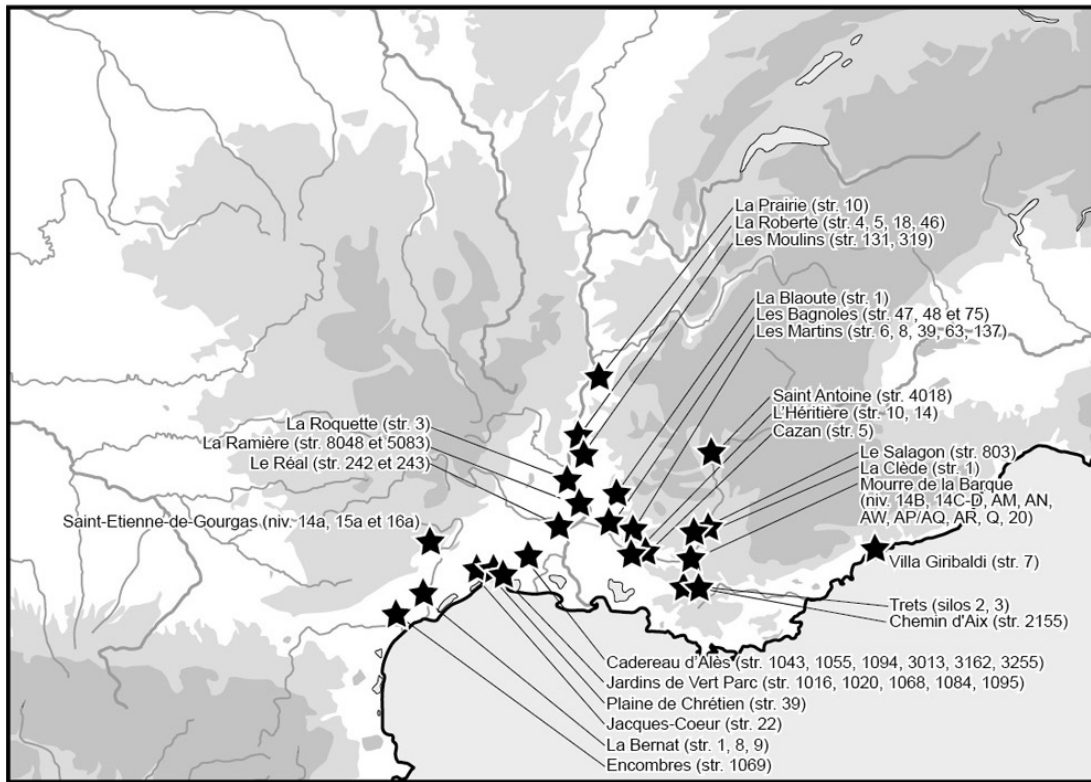 La Prairie (str. 10)
La Roberte (str. 4, 5, 18, 46)
Les Moulins (str. 131, 319)
La Blaoute (str. 1)
Les Bagnoles (str. 47, 48 et 75)
Les Martins (str. 6, 8, 39, 63, 137)
Saint Antoine (str. 4018)
L'Héritière (str. 10, 14)
Cazan (str. 5)
La Roquette (str. 3)
La Ramière (str. 8048 et 5083)
Le Réal (str. 242 et 243)
Le Salagon (str. 803)
La Clède (str. 1)
Mourre de la Barque
(niv. 14B, 14C-D, AM, AN,
AW, AP/AQ, AR, Q, 20)
Saint-Etienne-de-Gourgas (niv. 14a, 15a et 16a)
Villa Giribaldi (str. 7)
Trets (silos 2, 3)
Chemin d'Aix (str. 2155)
Cadereau d'Alès (str. 1043, 1055, 1094, 3013, 3162, 3255)
Jardins de Vert Parc (str. 1016, 1020, 1068, 1084, 1095)
Plaine de Chrétien (str. 39)
Jacques-Coeur (str. 22)
La Bernat (str. 1, 8, 9)
Encombres (str. 1069)